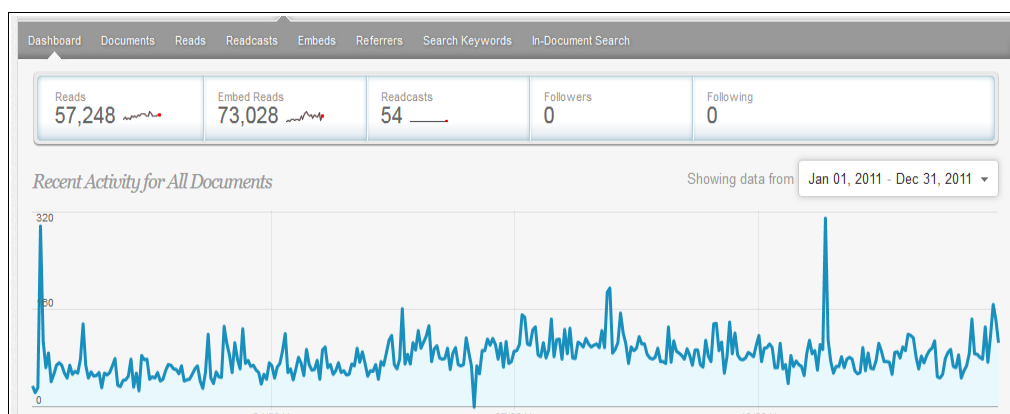 Dashboard Documents Reads Readcasts Embeds Referrers Search Keywords In-Document Search
Reads Embed Reads Readcasts Followers Following
57,248 73,028 54 0 0
Recent Activity for All Documents Showing data from Jan 01, 2011 - Dec 31, 2011
320
0